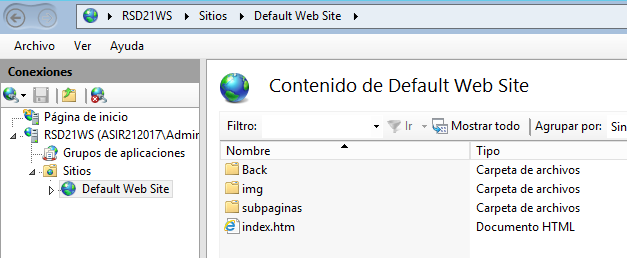 RSD21WS ▸ Sitios ▸ Default Web Site ▸
Archivo Ver Ayuda
Conexiones
Página de inicio
RSD21WS (ASIR212017\Admir
Grupos de aplicaciones
Sitios
Default Web Site
Contenido de Default Web Site
Filtro: Ir Mostrar todo Agrupar por: Sin
Nombre Tipo
Back Carpeta de archivos
img Carpeta de archivos
subpaginas Carpeta de archivos
index.htm Documento HTML